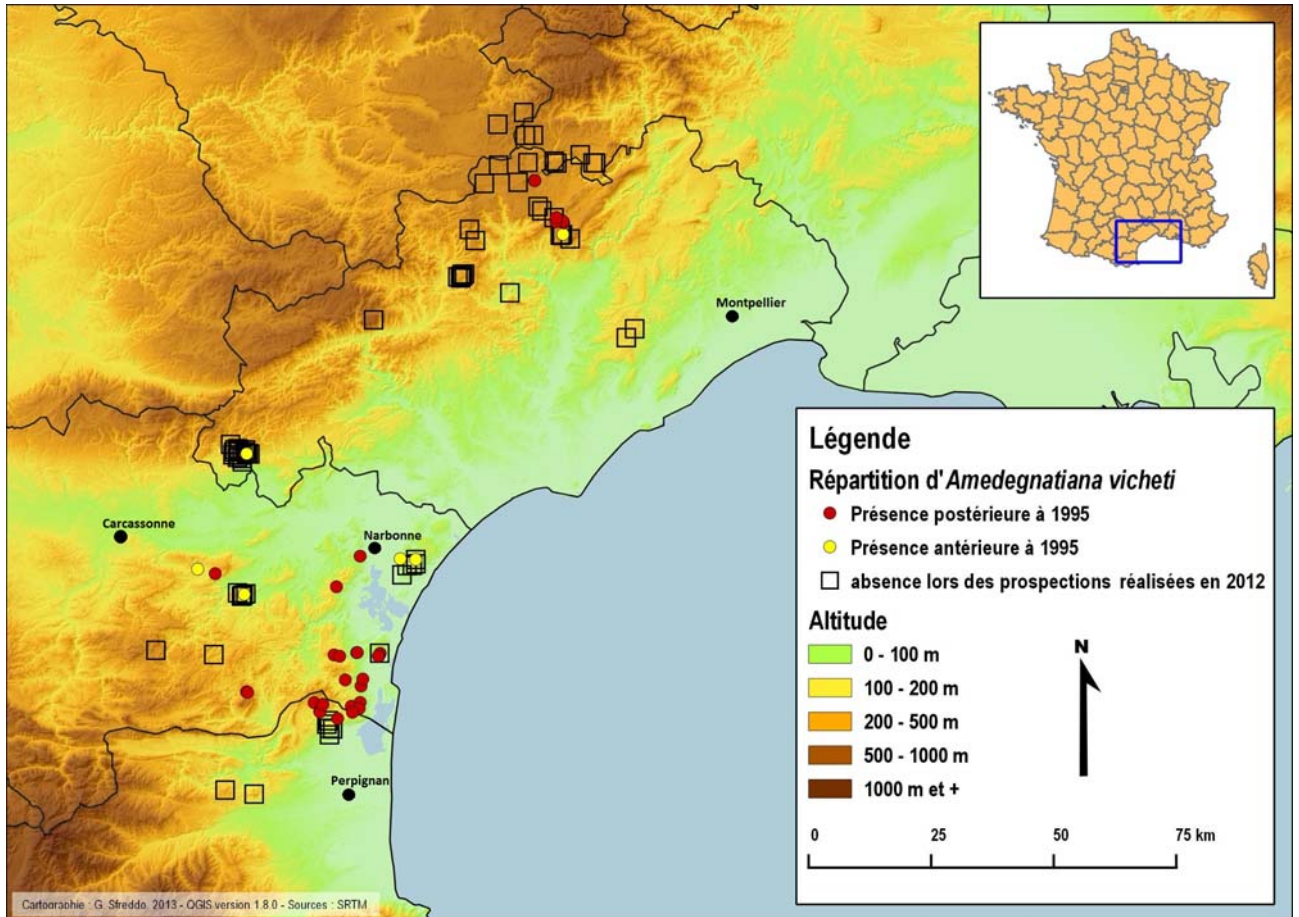 Montpellier
Carcassonne
Narbonne
Perpignan
Légende
Répartition d'Amedegnatiana vicheti
Présence postérieure à 1995
Présence antérieure à 1995
absence lors des prospections réalisées en 2012
Altitude
0 - 100 m
100 - 200 m
200 - 500 m
500 - 1000 m
1000 m et +
N
0 25 50 75 km
Cartographie : G. Sfreddo, 2013 - QGIS version 1.8.0 - Sources : SRTM